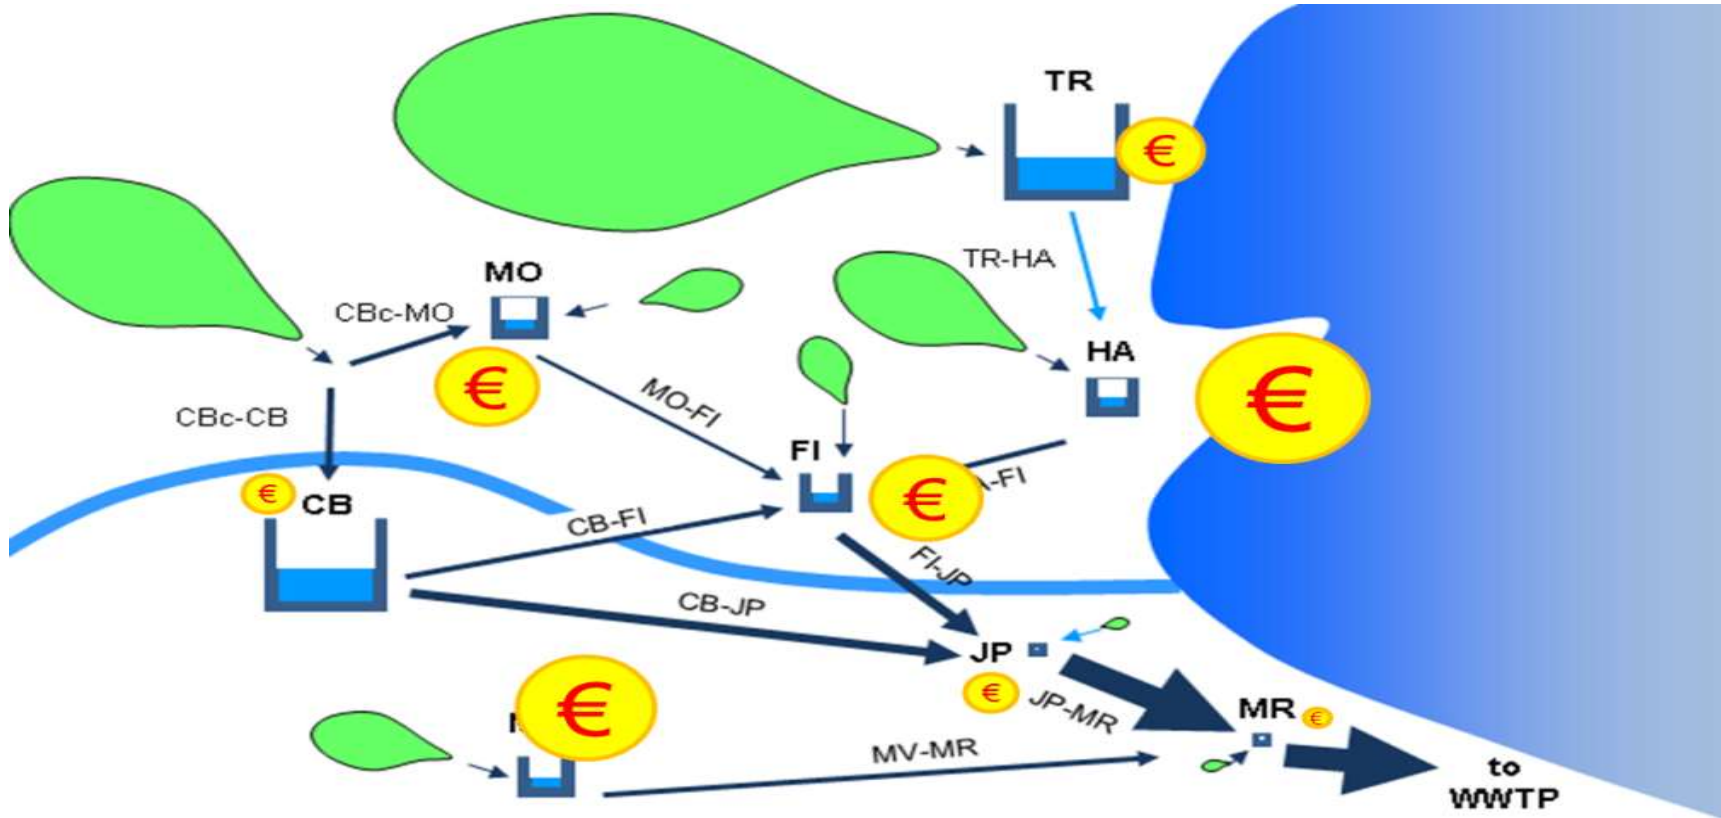 TR
€
TR-HA
MO
CBc-MO
HA
€
€
MO-FI
CBc-CB
FI
€
-FI
€
CB
CB-FI
FI-JP
CB-JP
JP
€
JP-MR
€
MR
€
MV-MR
to
WWTP